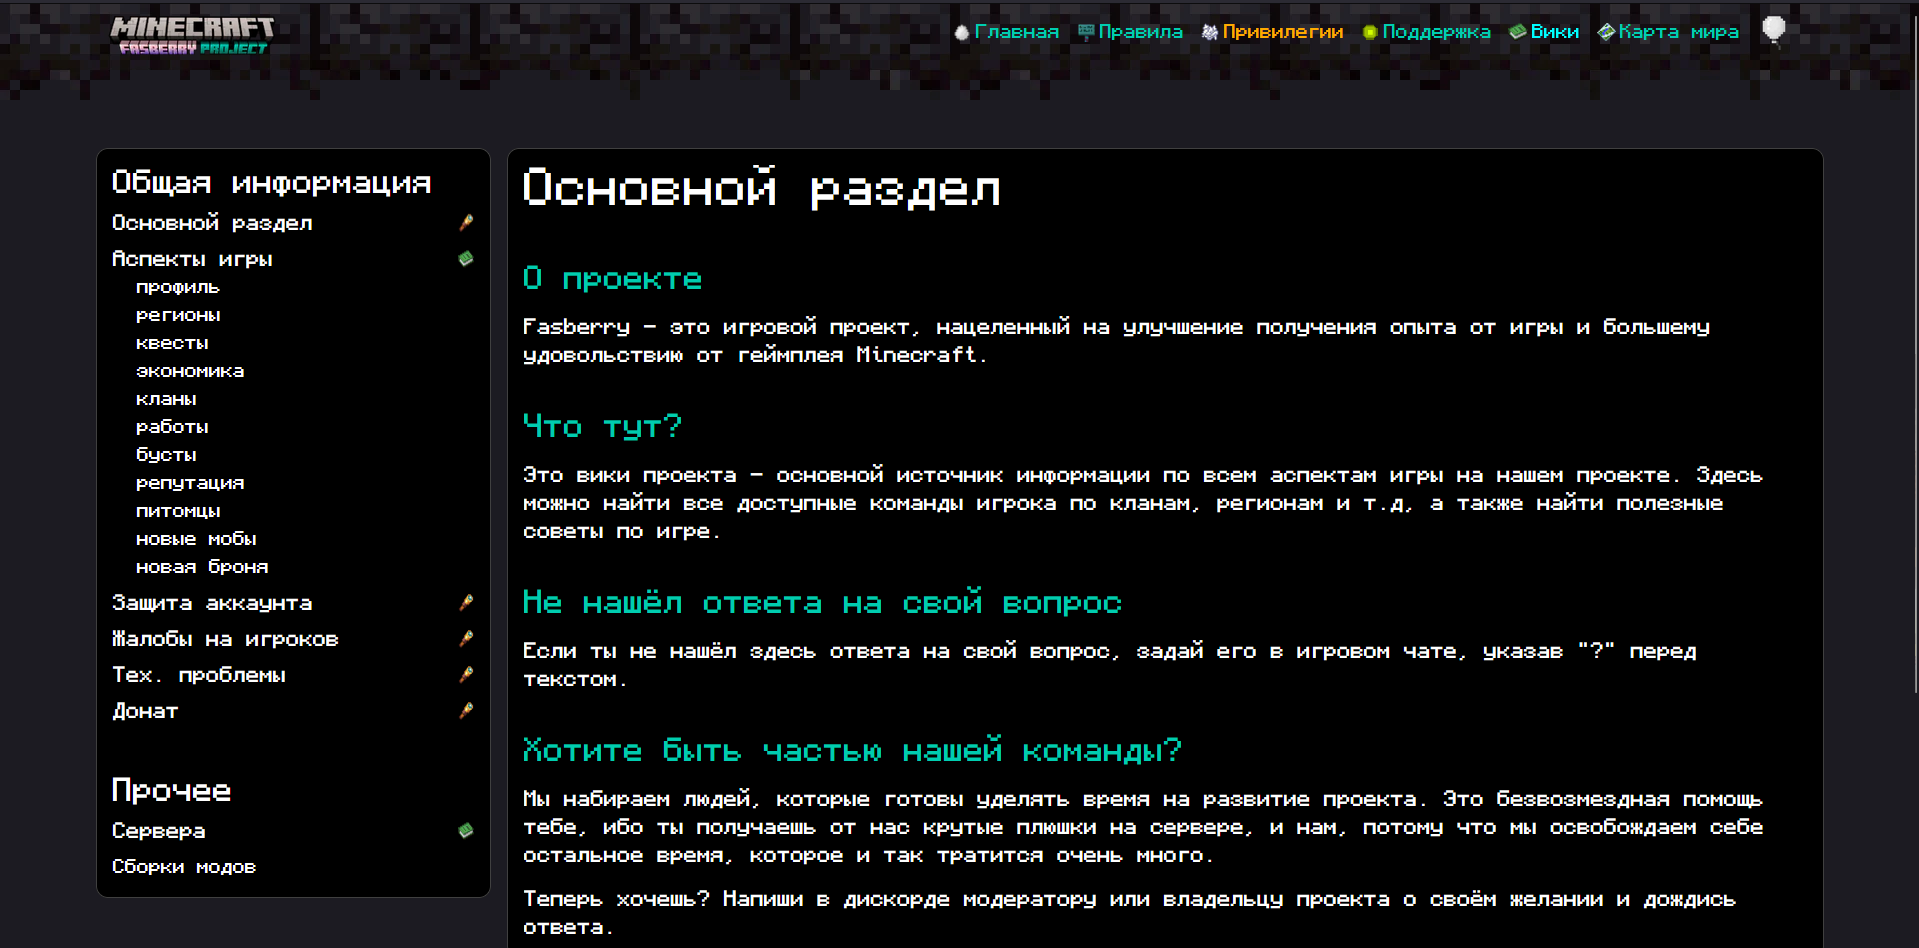 MINECRAFT
FASBERRY PROJECT
Главная Правила Привилегии Поддержка Вики Карта мира
Общая информация
Основной раздел
Аспекты игры
профиль
регионы
квесты
экономика
кланы
работы
бусты
репутация
питомцы
новые мобы
новая броня
Защита аккаунта
Жалобы на игроков
Тех. проблемы
Донат
Прочее
Сервера
Сборки модов
Основной раздел
О проекте
Fasberry – это игровой проект, нацеленный на улучшение получения опыта от игры и большему
удовольствию от геймплея Minecraft.
Что тут?
Это вики проекта – основной источник информации по всем аспектам игры на нашем проекте. Здесь
можно найти все доступные команды игрока по кланам, регионам и т.д, а также найти полезные
советы по игре.
Не нашёл ответа на свой вопрос
Если ты не нашёл здесь ответа на свой вопрос, задай его в игровом чате, указав "?" перед
текстом.
Хотите быть частью нашей команды?
Мы набираем людей, которые готовы уделять время на развитие проекта. Это безвозмездная помощь
тебе, ибо ты получаешь от нас крутые плюшки на сервере, и нам, потому что мы освобождаем себе
остальное время, которое и так тратится очень много.
Теперь хочешь? Напиши в дискорде модератору или владельцу проекта о своём желании и дождись
ответа.